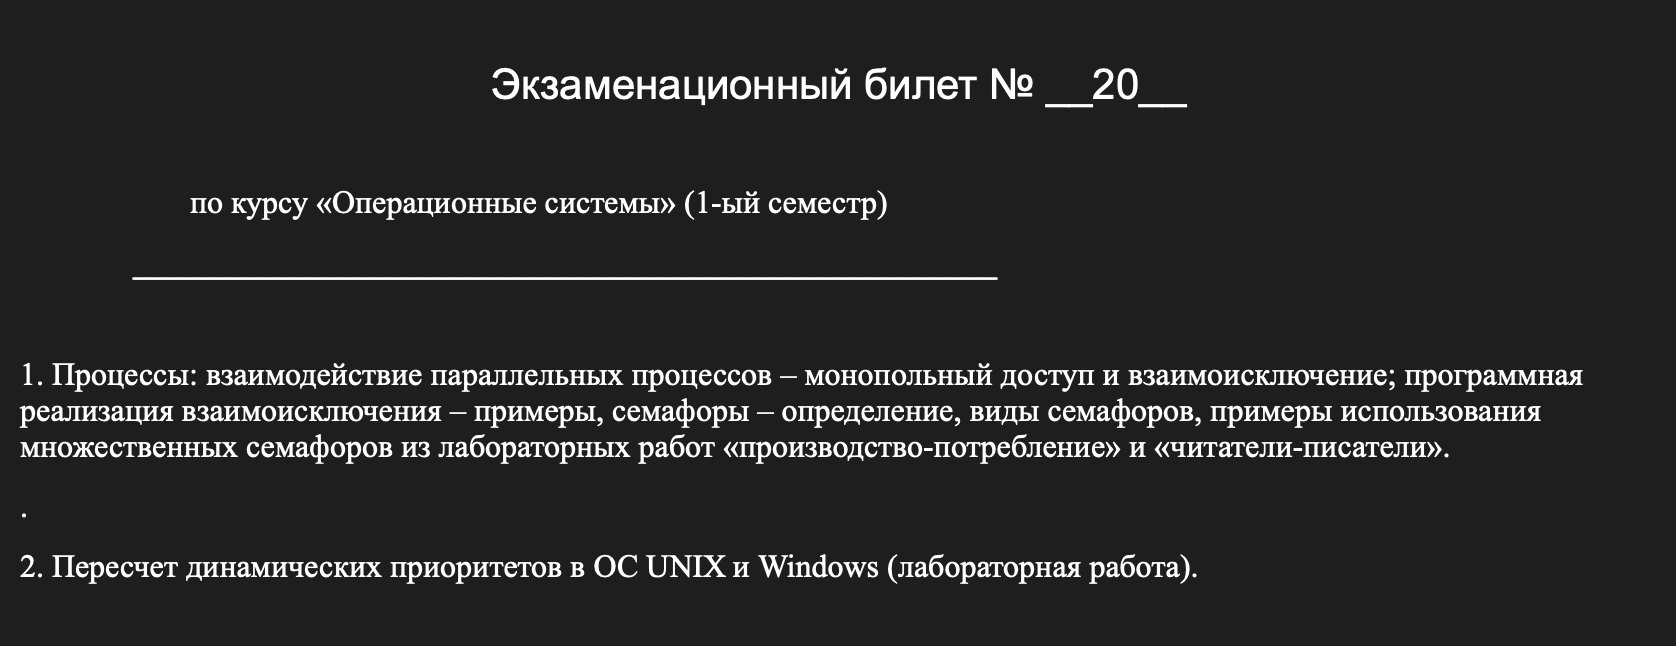 Экзаменационный билет № __20__
по курсу «Операционные системы» (1-ый семестр)
______________________________________________________
1. Процессы: взаимодействие параллельных процессов – монопольный доступ и взаимоисключение; программная
реализация взаимоисключения – примеры, семафоры – определение, виды семафоров, примеры использования
множественных семафоров из лабораторных работ «производство-потребление» и «читатели-писатели».
.
2. Пересчет динамических приоритетов в ОС UNIX и Windows (лабораторная работа).